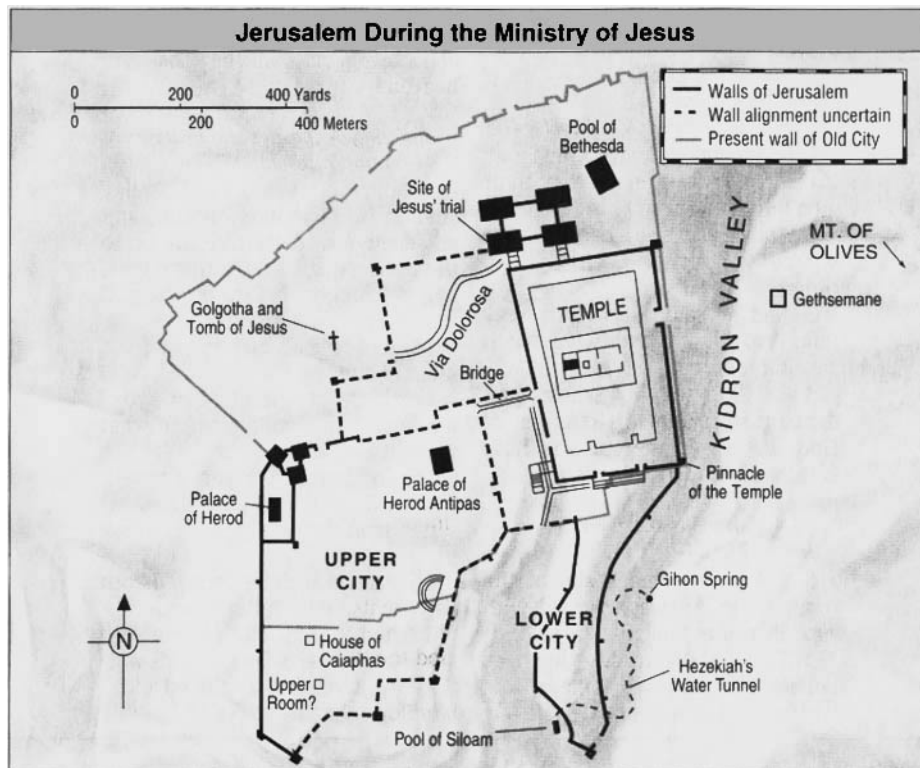 Jerusalem During the Ministry of Jesus
0 200 400 Yards
0 200 400 Meters
Walls of Jerusalem
Wall alignment uncertain
Present wall of Old City
Pool of
Bethesda
Site of
Jesus' trial
MT. OF
OLIVES
Gethsemane
KIDRON VALLEY
TEMPLE
Golgotha and
Tomb of Jesus
Via Dolorosa
Bridge
Pinnacle
of the Temple
Palace
of Herod
Palace of
Herod Antipas
UPPER
CITY
Gihon Spring
LOWER
CITY
N
House of
Caiaphas
Upper
Room?
Hezekiah's
Water Tunnel
Pool of Siloam